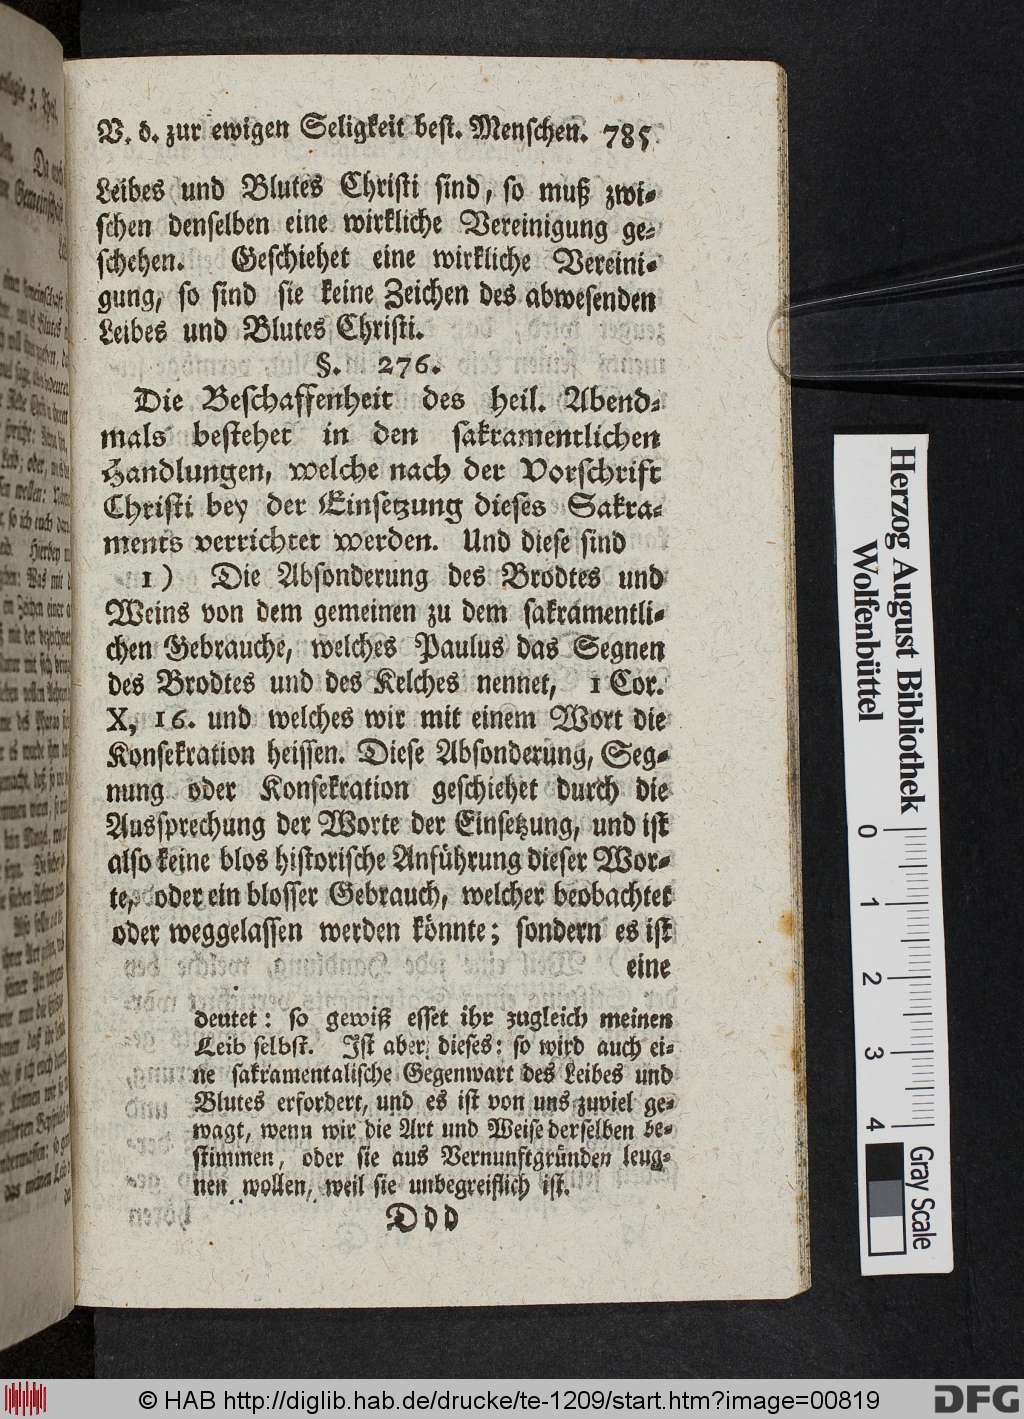 V. d. zur ewigen Seligkeit best. Menschen. 785
Leibes und Blutes Christi sind, so muß zwi-
schen denselben eine wirkliche Vereinigung ge-
schehen. Geschiehet eine wirkliche Vereini-
gung, so sind sie keine Zeichen des abwesenden
Leibes und Blutes Christi.
§. 276.
Die Beschaffenheit des heil. Abend-
mals bestehet in den sakramentlichen
Handlungen, welche nach der Vorschrift
Christi bey der Einsetzung dieses Sakra-
ments verrichtet werden. Und diese sind
1) Die Absonderung des Brodtes und
Weins von dem gemeinen zu dem sakramentli-
chen Gebrauche, welches Paulus das Segnen
des Brodtes und des Kelches nennet, 1 Cor.
X, 16. und welches wir mit einem Wort die
Konsekration heissen. Diese Absonderung, Seg-
nung oder Konsekration geschiehet durch die
Aussprechung der Worte der Einsetzung, und ist
also keine blos historische Anführung dieser Wor-
te, oder ein blosser Gebrauch, welcher beobachtet
oder weggelassen werden könnte; sondern es ist
eine
deutet: so gewiß esset ihr zugleich meinen
Leib selbst. Ist aber dieses: so wird auch ei-
ne sakramentalische Gegenwart des Leibes und
Blutes erfordert, und es ist von uns zuviel ge-
wagt, wenn wir die Art und Weise derselben be-
stimmen, oder sie aus Vernunftgründen leug-
nen wollen, weil sie unbegreiflich ist.
Ddd
Herzog August Bibliothek
Wolfenbüttel
0 1 2 3 4
Gray Scale
© HAB http://diglib.hab.de/drucke/te-1209/start.htm?image=00819
DFG